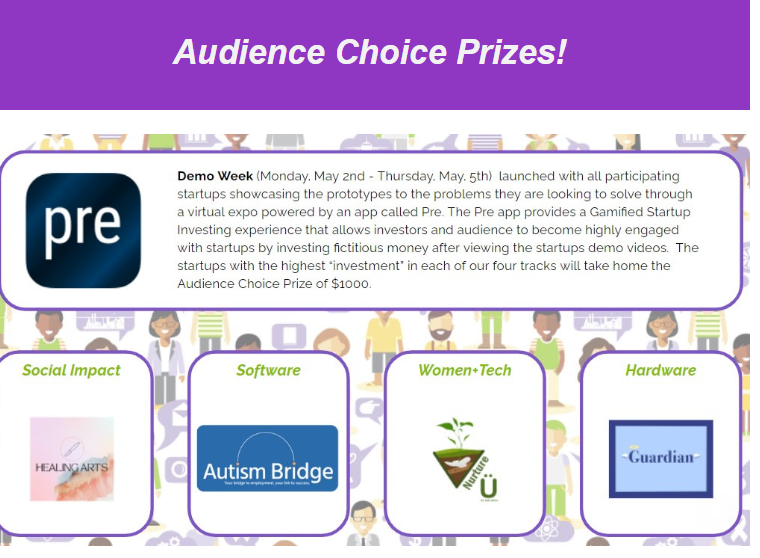 Audience Choice Prizes!
pre
Demo Week (Monday, May 2nd - Thursday, May, 5th) launched with all participating
startups showcasing the prototypes to the problems they are looking to solve through
a virtual expo powered by an app called Pre. The Pre app provides a Gamified Startup
Investing experience that allows investors and audience to become highly engaged
with startups by investing fictitious money after viewing the startups demo videos. The
startups with the highest “investment” in each of our four tracks will take home the
Audience Choice Prize of $1000.
Social Impact
Software
Women+Tech
Hardware
HEALING ARTS
Autism Bridge
Your bridge to employment, your link to success.
Nurture
Ü
Guardian